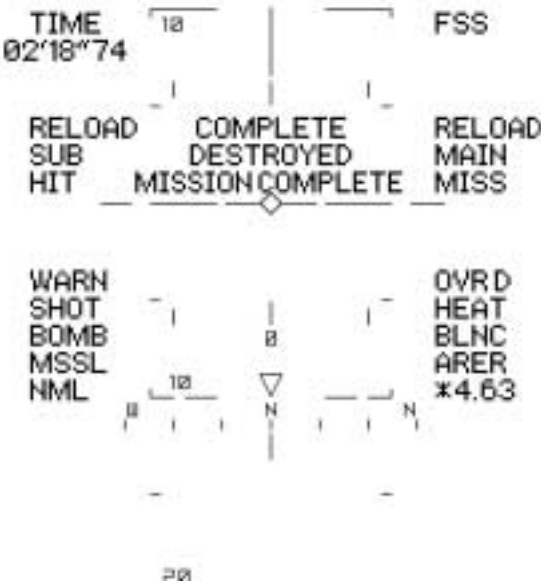 TIME 10 FSS
02'18"74
RELOAD COMPLETE RELOAD
SUB DESTROYED MAIN
HIT MISSION COMPLETE MISS
WARN OVRD
SHOT HEAT
BOMB 0 BLNC
MSSL ARER
NML 10 *4.63
W N N
20